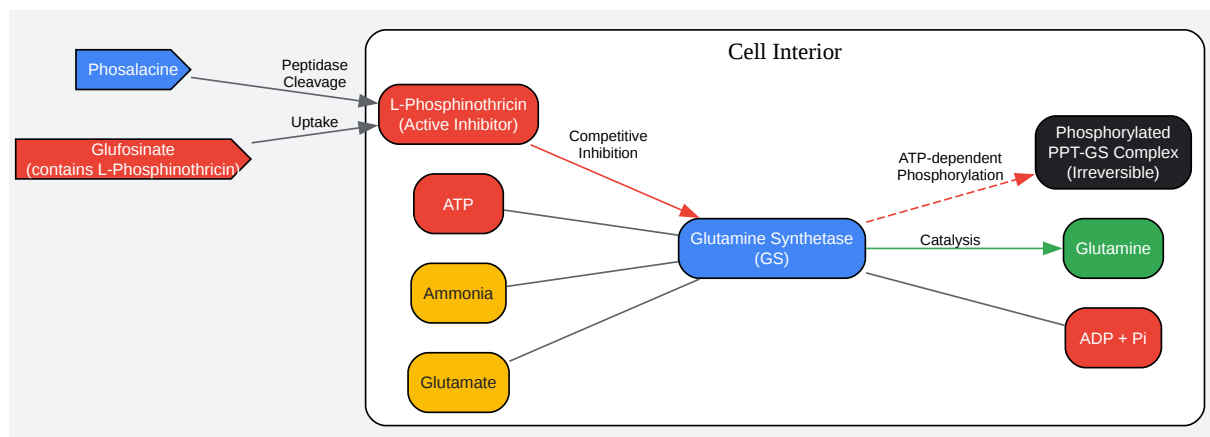 Cell Interior
Phosalacine
Peptidase
Cleavage
L-Phosphinothricin
(Active Inhibitor)
Uptake
Glufosinate
(contains L-Phosphinothricin)
Competitive
Inhibition
ATP-dependent
Phosphorylation
Phosphorylated
PPT-GS Complex
(Irreversible)
ATP
Glutamine Synthetase
(GS)
Catalysis
Glutamine
Ammonia
ADP + Pi
Glutamate